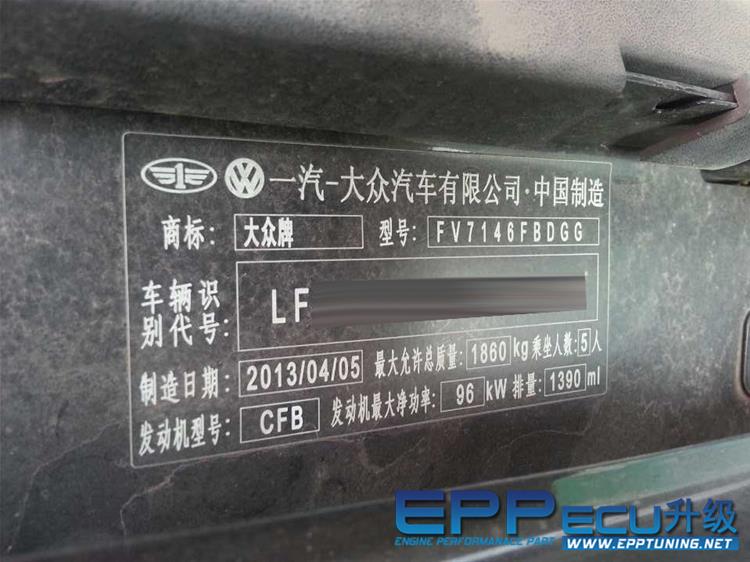 一汽-大众汽车有限公司·中国制造
商标: 大众牌 型号: FV7146FBDGG
车辆识别代号: LF
制造日期: 2013/04/05 最大允许总质量: 1860 kg 乘坐人数: 5 人
发动机型号: CFB 发动机最大净功率: 96 kW 排量: 1390 ml
EPP ECU升级
ENGINE PERFORMANCE PART WWW.EPPTUNING.NET